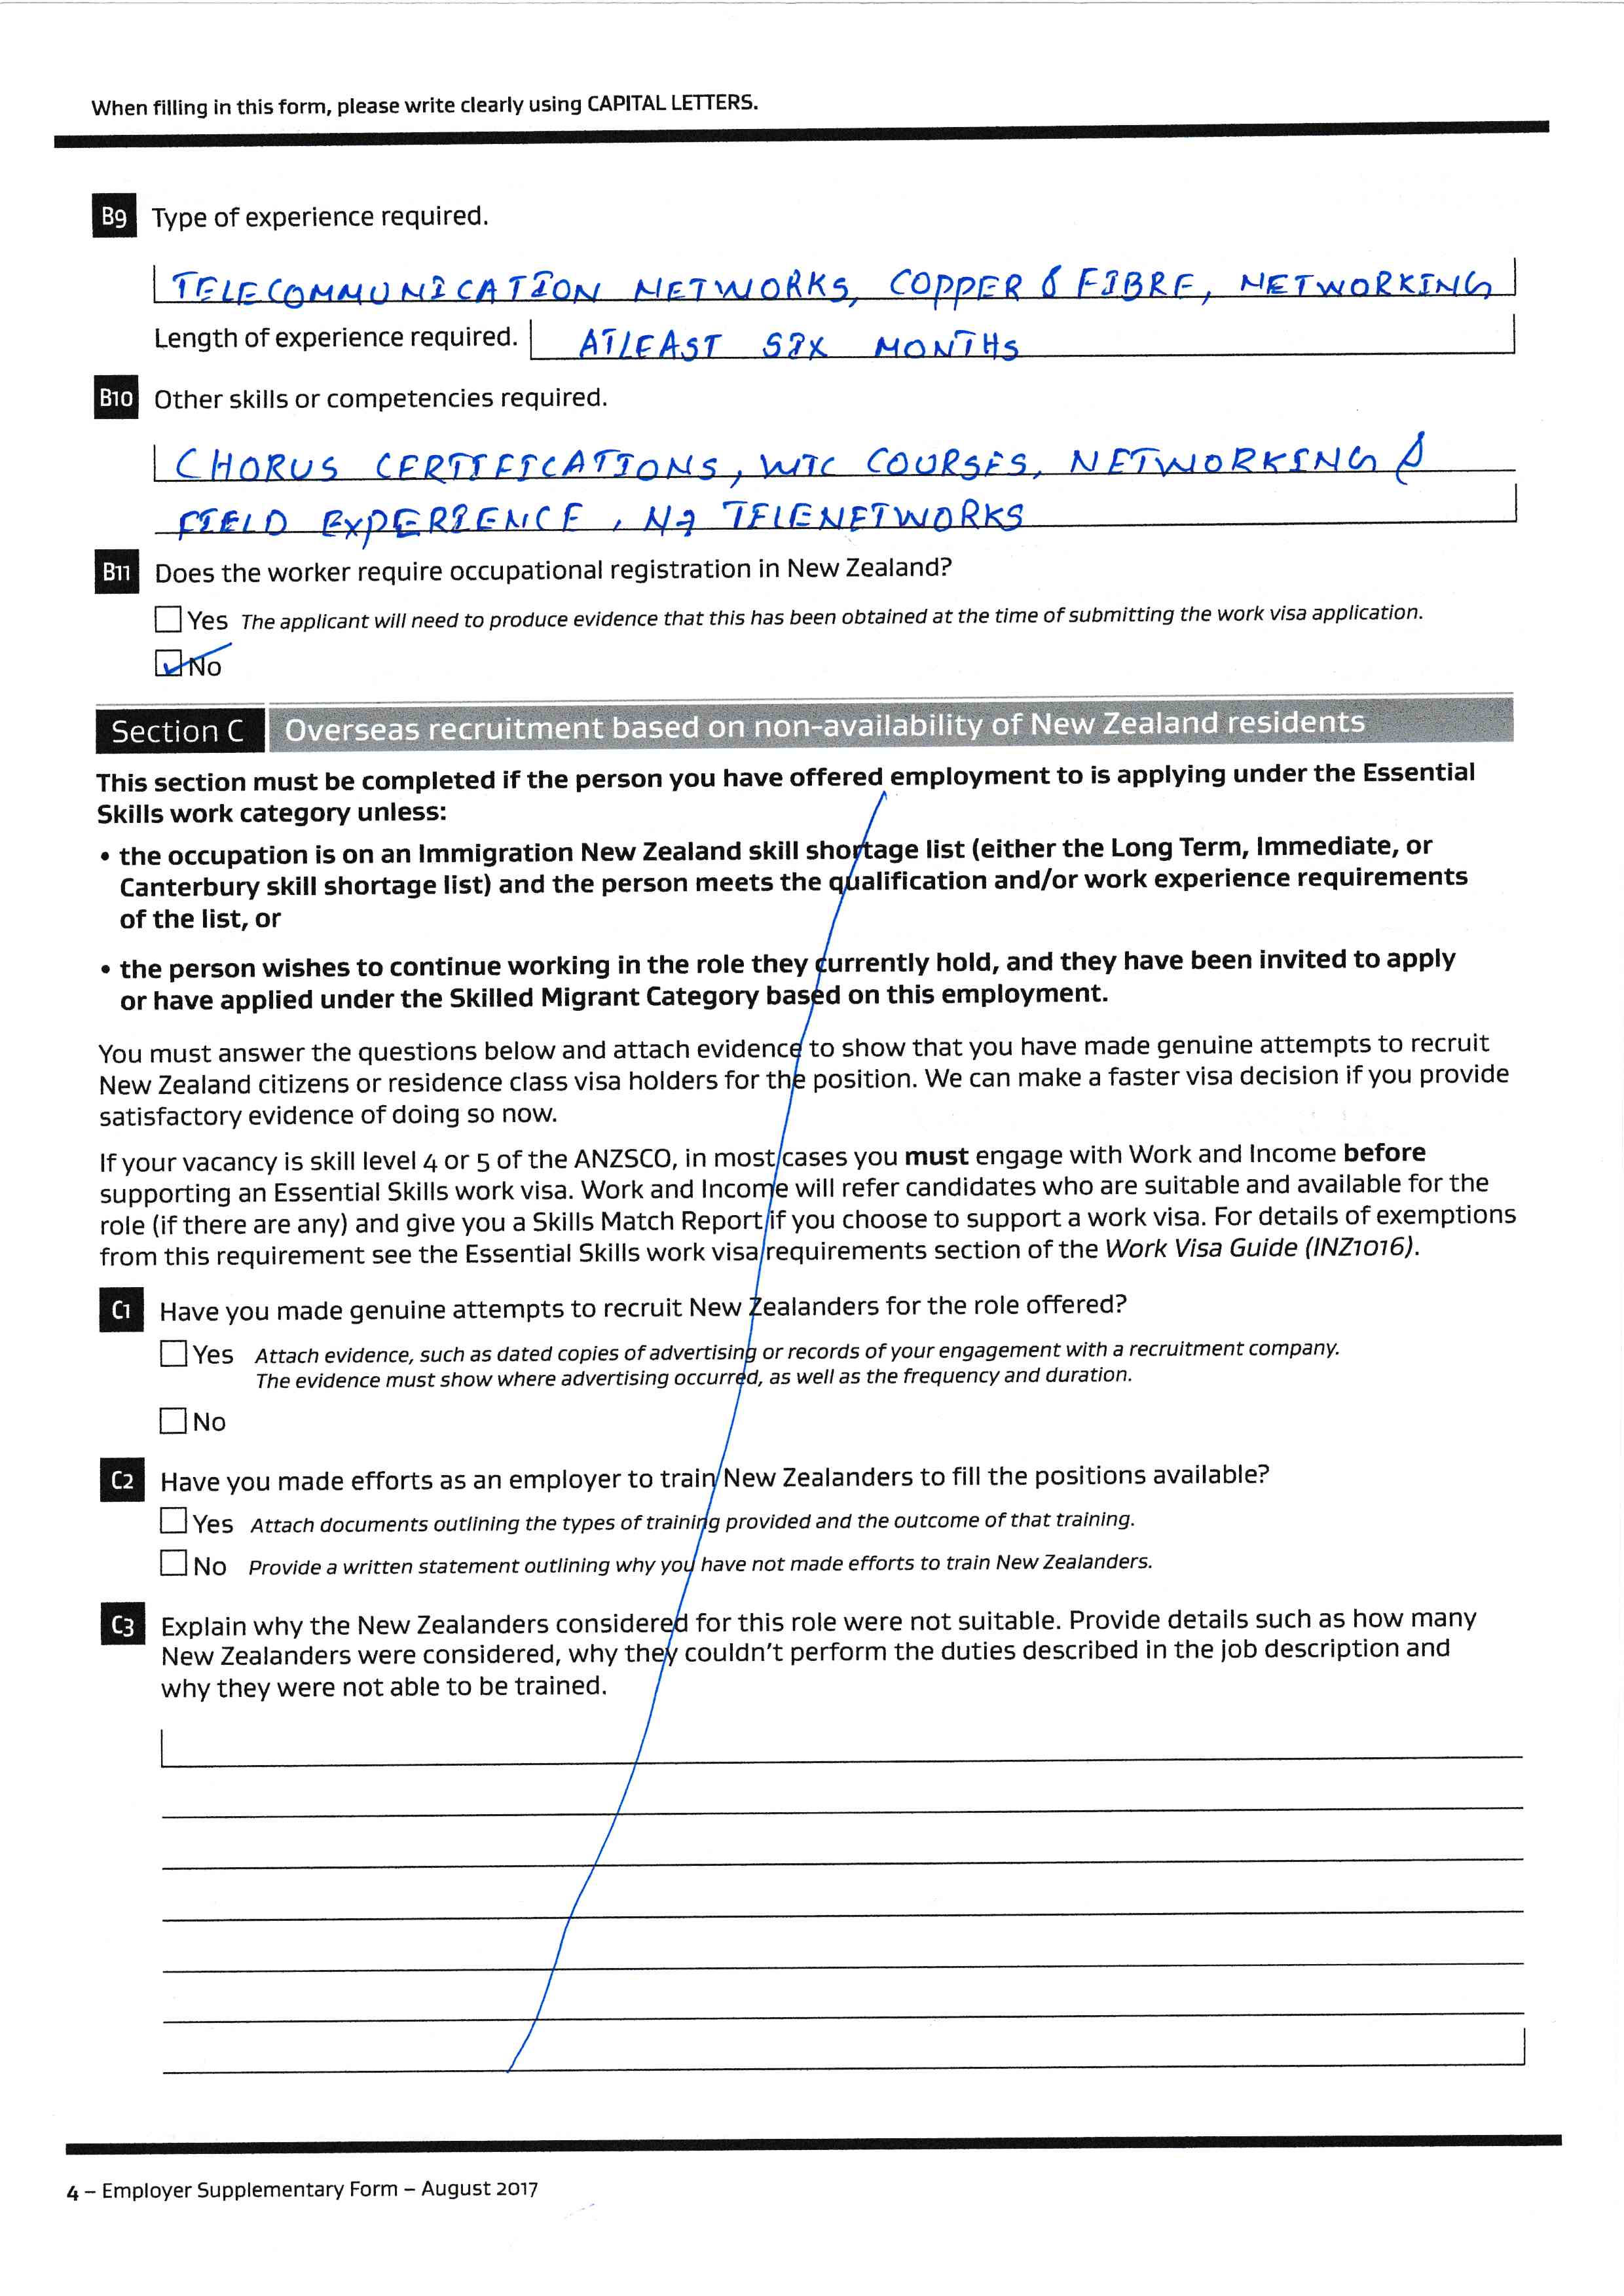 When filling in this form, please write clearly using CAPITAL LETTERS.
B9 Type of experience required.
TELECOMMUNICATION NETWORKS, COPPER & FIBRE, NETWORKING
Length of experience required. ATLEAST SIX MONTHS
B10 Other skills or competencies required.
CHORUS CERTIFICATIONS, WTC COURSES, NETWORKING &
FIELD EXPERIENCE, NZ TELENETWORKS
B11 Does the worker require occupational registration in New Zealand?
Yes The applicant will need to produce evidence that this has been obtained at the time of submitting the work visa application.
No
Section C Overseas recruitment based on non-availability of New Zealand residents
This section must be completed if the person you have offered employment to is applying under the Essential
Skills work category unless:
• the occupation is on an Immigration New Zealand skill shortage list (either the Long Term, Immediate, or
Canterbury skill shortage list) and the person meets the qualification and/or work experience requirements
of the list, or
• the person wishes to continue working in the role they currently hold, and they have been invited to apply
or have applied under the Skilled Migrant Category based on this employment.
You must answer the questions below and attach evidence to show that you have made genuine attempts to recruit
New Zealand citizens or residence class visa holders for the position. We can make a faster visa decision if you provide
satisfactory evidence of doing so now.
If your vacancy is skill level 4 or 5 of the ANZSCO, in most cases you must engage with Work and Income before
supporting an Essential Skills work visa. Work and Income will refer candidates who are suitable and available for the
role (if there are any) and give you a Skills Match Report if you choose to support a work visa. For details of exemptions
from this requirement see the Essential Skills work visa requirements section of the Work Visa Guide (INZ1016).
C1 Have you made genuine attempts to recruit New Zealanders for the role offered?
Yes Attach evidence, such as dated copies of advertising or records of your engagement with a recruitment company.
The evidence must show where advertising occurred, as well as the frequency and duration.
No
C2 Have you made efforts as an employer to train New Zealanders to fill the positions available?
Yes Attach documents outlining the types of training provided and the outcome of that training.
No Provide a written statement outlining why you have not made efforts to train New Zealanders.
C3 Explain why the New Zealanders considered for this role were not suitable. Provide details such as how many
New Zealanders were considered, why they couldn't perform the duties described in the job description and
why they were not able to be trained.
4 – Employer Supplementary Form – August 2017